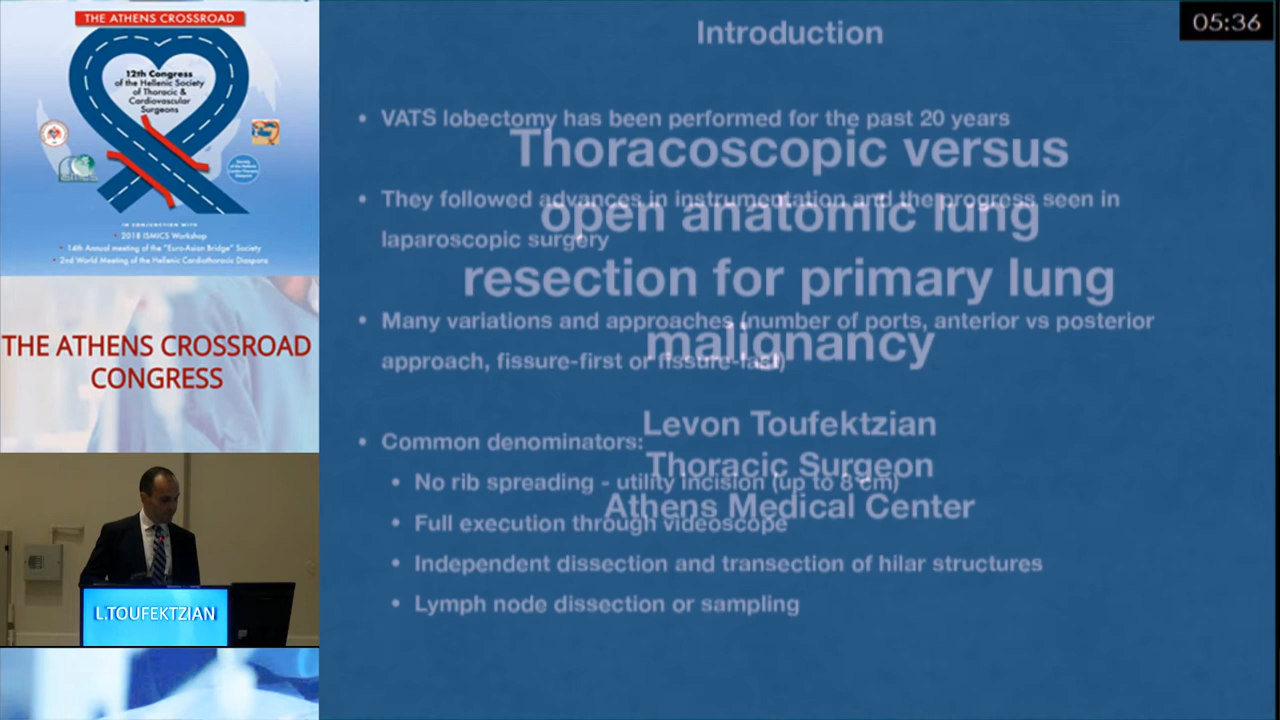 THE ATHENS CROSSROAD
12th Congress
of the Hellenic Society
of Thoracic &
Cardiovascular
Surgeons
IN CONJUNCTION WITH
• 2018 ISMICS Workshop
• 14th Annual meeting of the "Euro-Asian Bridge" Society
• 2nd World Meeting of the Hellenic Cardiothoracic Diaspora
THE ATHENS CROSSROAD
CONGRESS
L.TOUFEKTZIAN
05:36
Introduction
• VATS lobectomy has been performed for the past 20 years
• They followed advances in instrumentation and the progress seen in
laparoscopic surgery
• Many variations and approaches (number of ports, anterior vs posterior
approach, fissure-first or fissure-last)
• Common denominators:
• No rib spreading - utility incision (up to 8 cm)
• Full execution through videoscope
• Independent dissection and transection of hilar structures
• Lymph node dissection or sampling
Thoracoscopic versus
open anatomic lung
resection for primary lung
malignancy
Levon Toufektzian
Thoracic Surgeon
Athens Medical Center